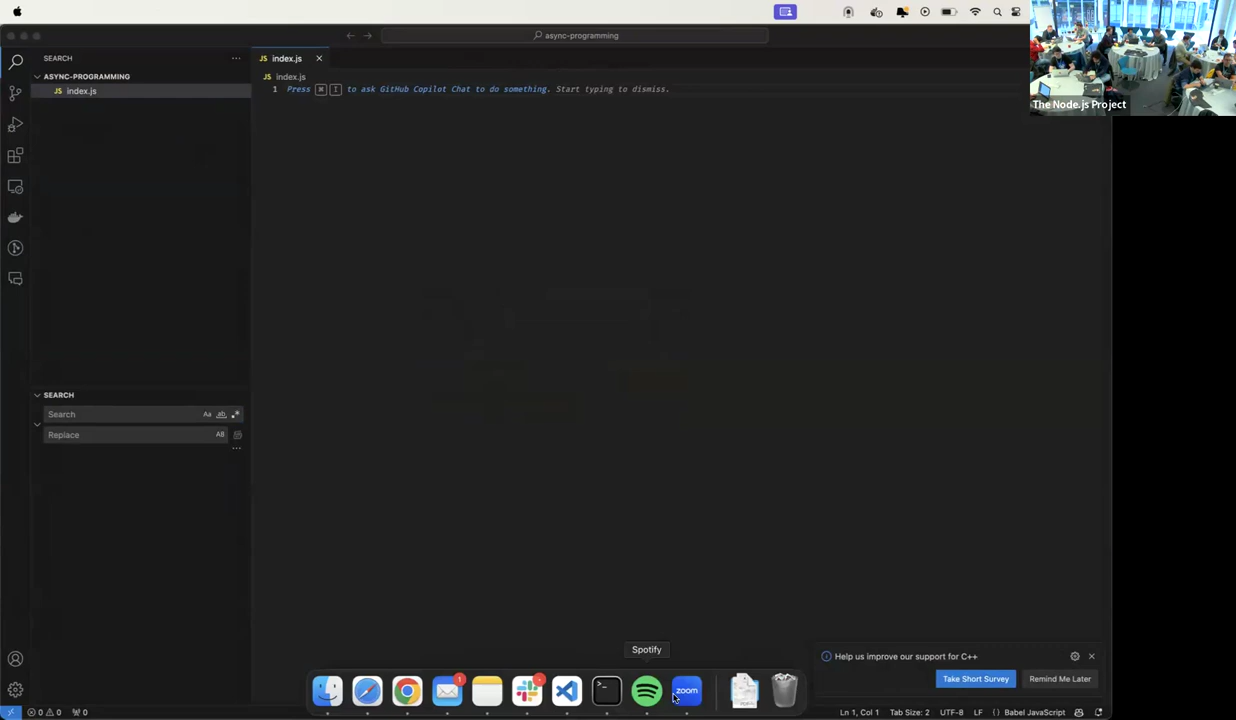 async-programming
SEARCH
ASYNC-PROGRAMMING
index.js
index.js
index.js
1 Press ⌘ I to ask GitHub Copilot Chat to do something. Start typing to dismiss.
The Node.js Project
SEARCH
Search Aa ab
Replace AB
Spotify
Help us improve our support for C++
Take Short Survey Remind Me Later
1
zoom
0 0 0
Ln 1, Col 1 Tab Size: 2 UTF-8 LF {} Babel JavaScript